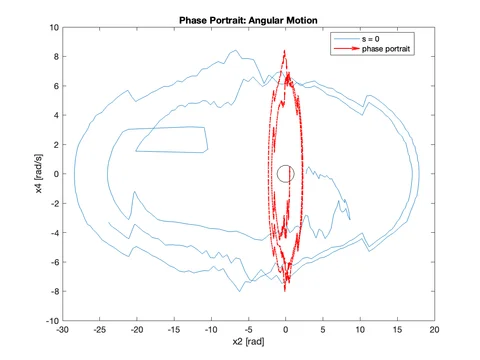 Phase Portrait: Angular Motion
s = 0
phase portrait
10
8
6
4
2
0
-2
-4
-6
-8
-10
x4 [rad/s]
-30 -25 -20 -15 -10 -5 0 5 10 15 20
x2 [rad]